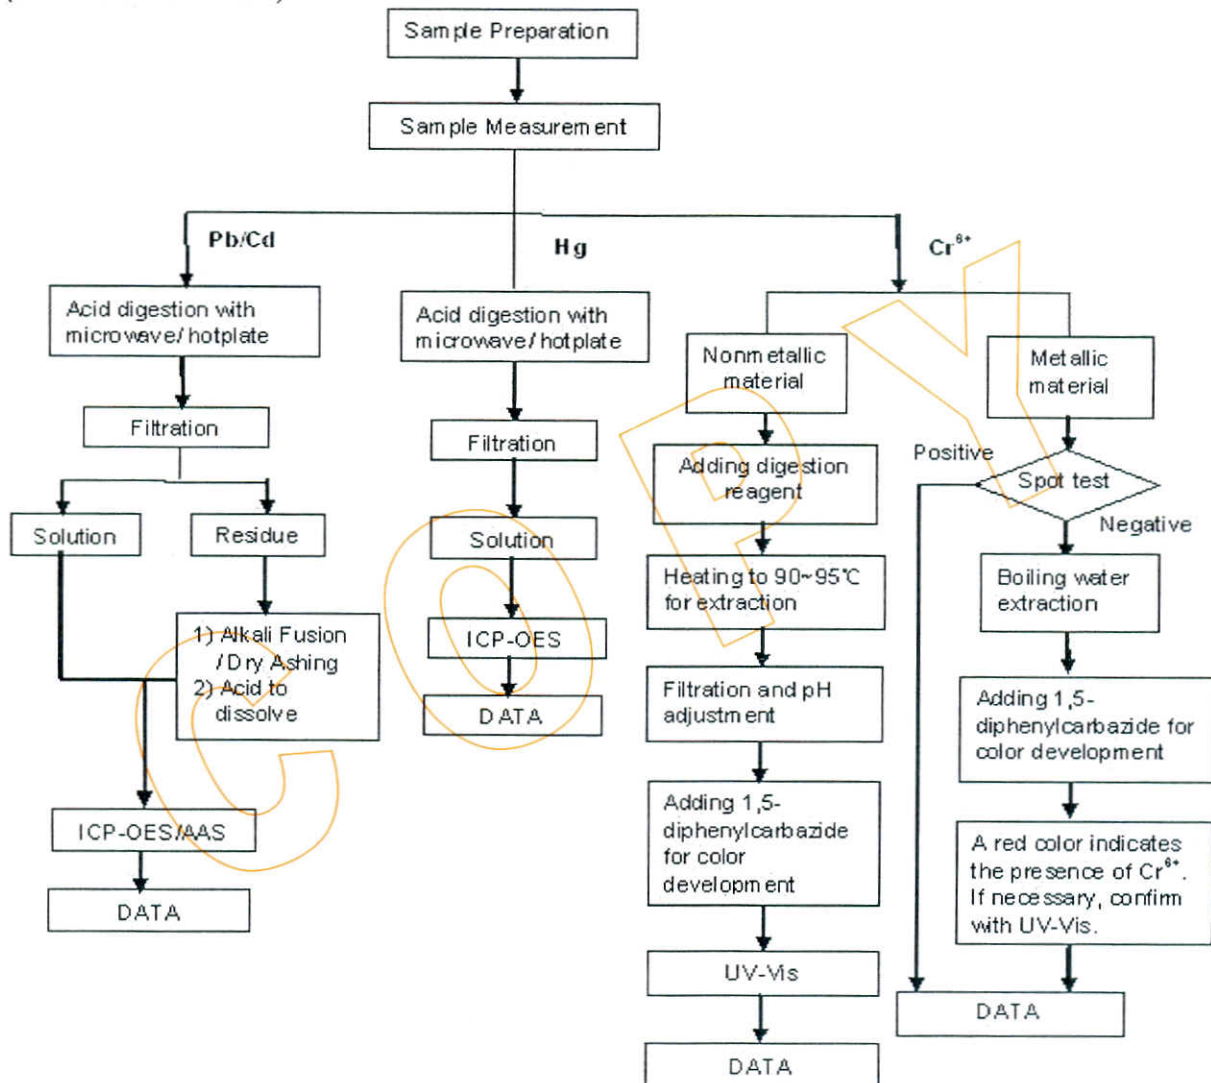 Sample Preparation
Sample Measurement
Pb/Cd
Hg
Cr⁶⁺
Acid digestion with
microwave/ hotplate
Filtration
Solution
Residue
1) Alkali Fusion
/ Dry Ashing
2) Acid to
dissolve
ICP-OES/AAS
DATA
Acid digestion with
microwave/ hotplate
Filtration
Solution
ICP-OES
DATA
Nonmetallic
material
Adding digestion
reagent
Heating to 90~95℃
for extraction
Filtration and pH
adjustment
Adding 1,5-
diphenylcarbazide
for color
development
UV-Vis
DATA
Metallic
material
Positive
Spot test
Negative
Boiling water
extraction
Adding 1,5-
diphenylcarbazide for
color development
A red color indicates
the presence of Cr⁶⁺.
If necessary, confirm
with UV-Vis.
DATA
COPY